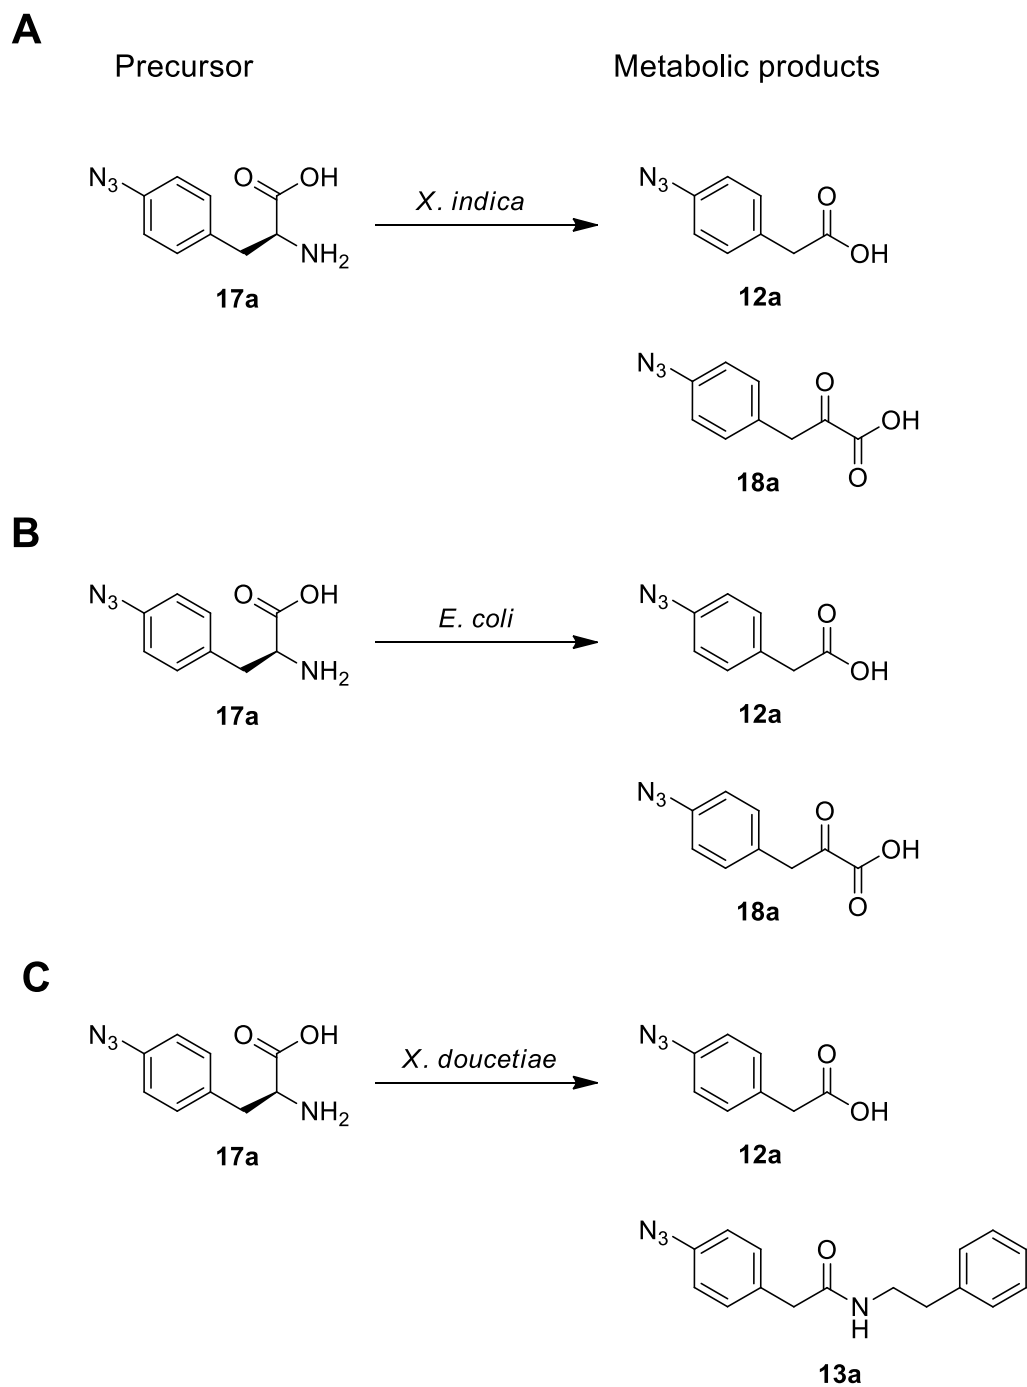 A
Precursor Metabolic products
N3 O OH NH2
17a
X. indica
N3 O OH
12a
N3 O OH O
18a
B
N3 O OH NH2
17a
E. coli
N3 O OH
12a
N3 O OH O
18a
C
N3 O OH NH2
17a
X. doucetiae
N3 O OH
12a
N3 O N H
13a